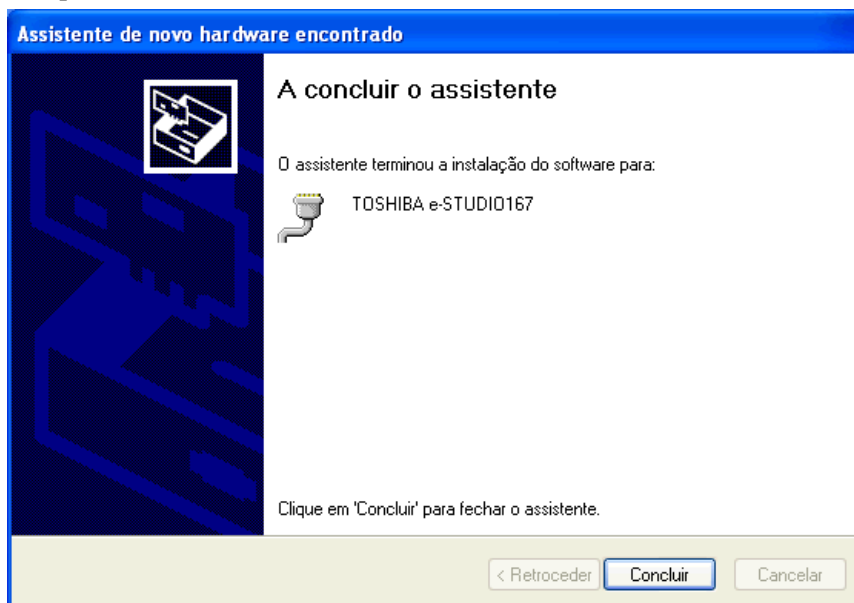 Assistente de novo hardware encontrado
A concluir o assistente
O assistente terminou a instalação do software para:
TOSHIBA e-STUDIO167
Clique em 'Concluir' para fechar o assistente.
< Retroceder Concluir Cancelar